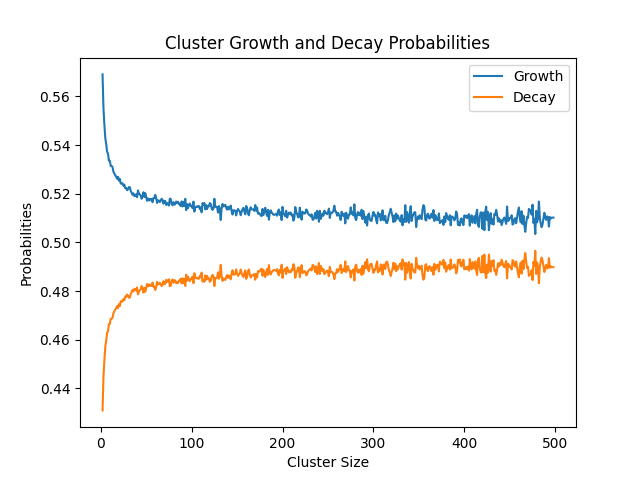 Cluster Growth and Decay Probabilities
Growth
Decay
Probabilities
0.56
0.54
0.52
0.50
0.48
0.46
0.44
0
100
200
300
400
500
Cluster Size